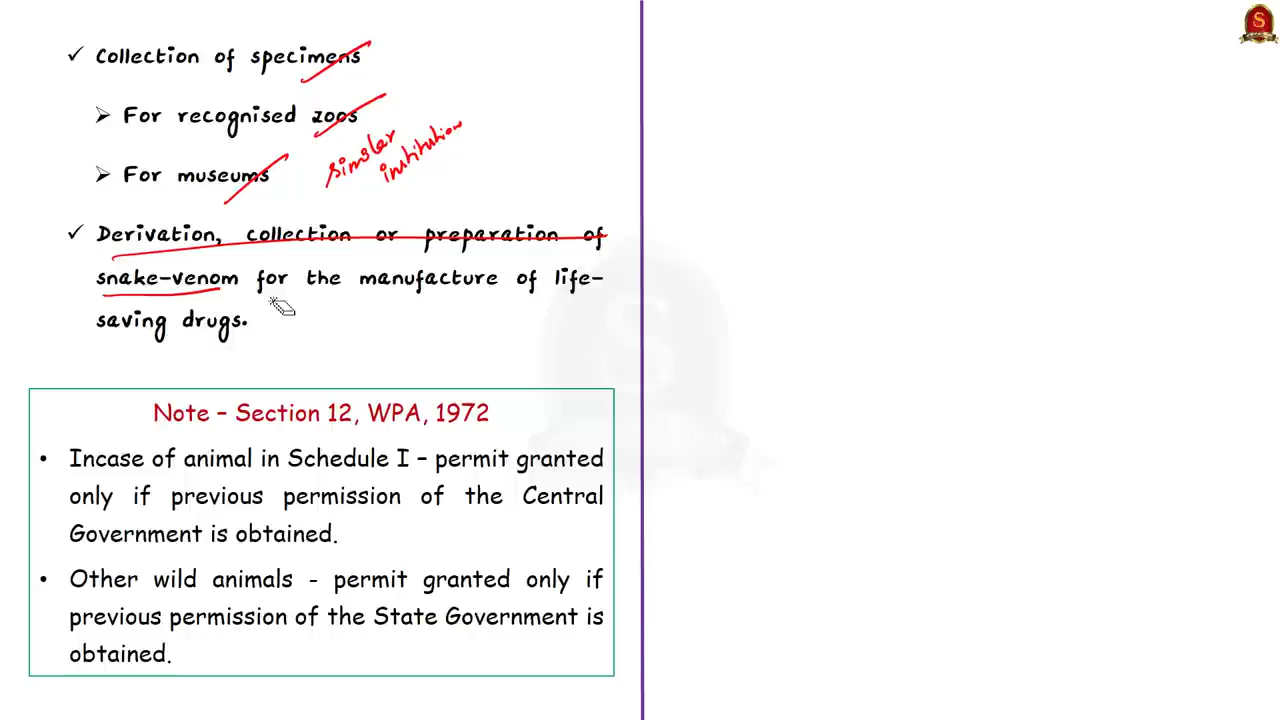 ✓ Collection of specimens
➢ For recognised zoos
➢ For museums
similar
institution
✓ Derivation, collection or preparation of
snake-venom for the manufacture of life-
saving drugs.
Note – Section 12, WPA, 1972
• Incase of animal in Schedule I – permit granted
only if previous permission of the Central
Government is obtained.
• Other wild animals - permit granted only if
previous permission of the State Government is
obtained.
S
S